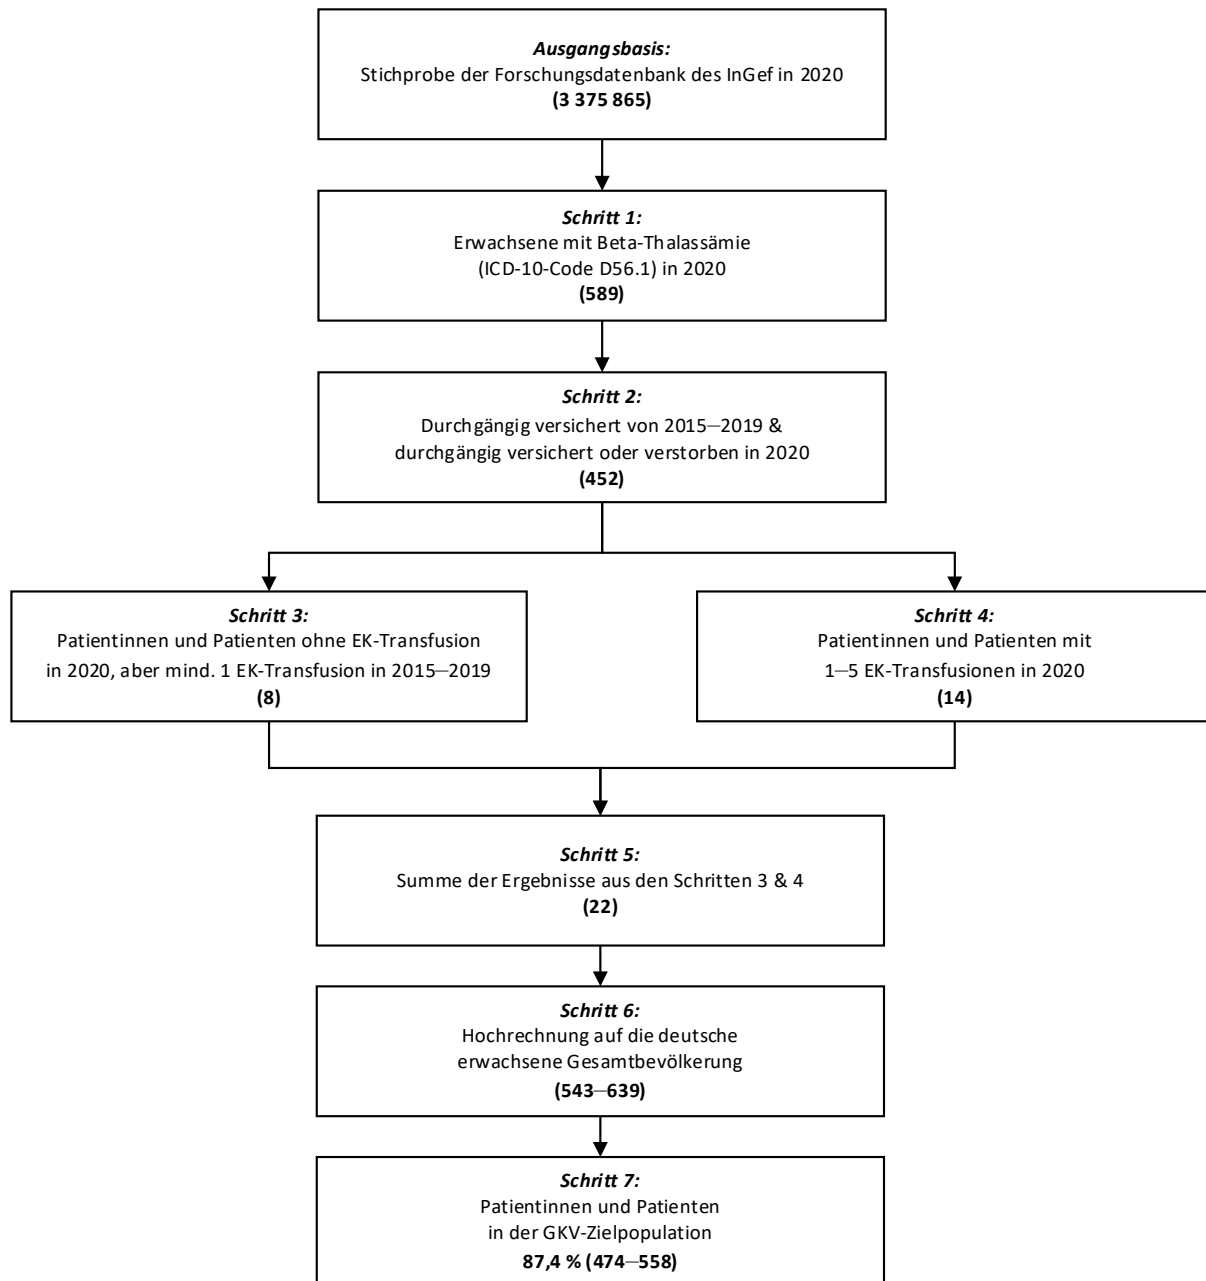 Ausgangsbasis:
Stichprobe der Forschungsdatenbank des InGef in 2020
(3 375 865)
Schritt 1:
Erwachsene mit Beta-Thalassämie
(ICD-10-Code D56.1) in 2020
(589)
Schritt 2:
Durchgängig versichert von 2015–2019 &
durchgängig versichert oder verstorben in 2020
(452)
Schritt 3:
Patientinnen und Patienten ohne EK-Transfusion
in 2020, aber mind. 1 EK-Transfusion in 2015–2019
(8)
Schritt 4:
Patientinnen und Patienten mit
1–5 EK-Transfusionen in 2020
(14)
Schritt 5:
Summe der Ergebnisse aus den Schritten 3 & 4
(22)
Schritt 6:
Hochrechnung auf die deutsche
erwachsene Gesamtbevölkerung
(543–639)
Schritt 7:
Patientinnen und Patienten
in der GKV-Zielpopulation
87,4 % (474–558)